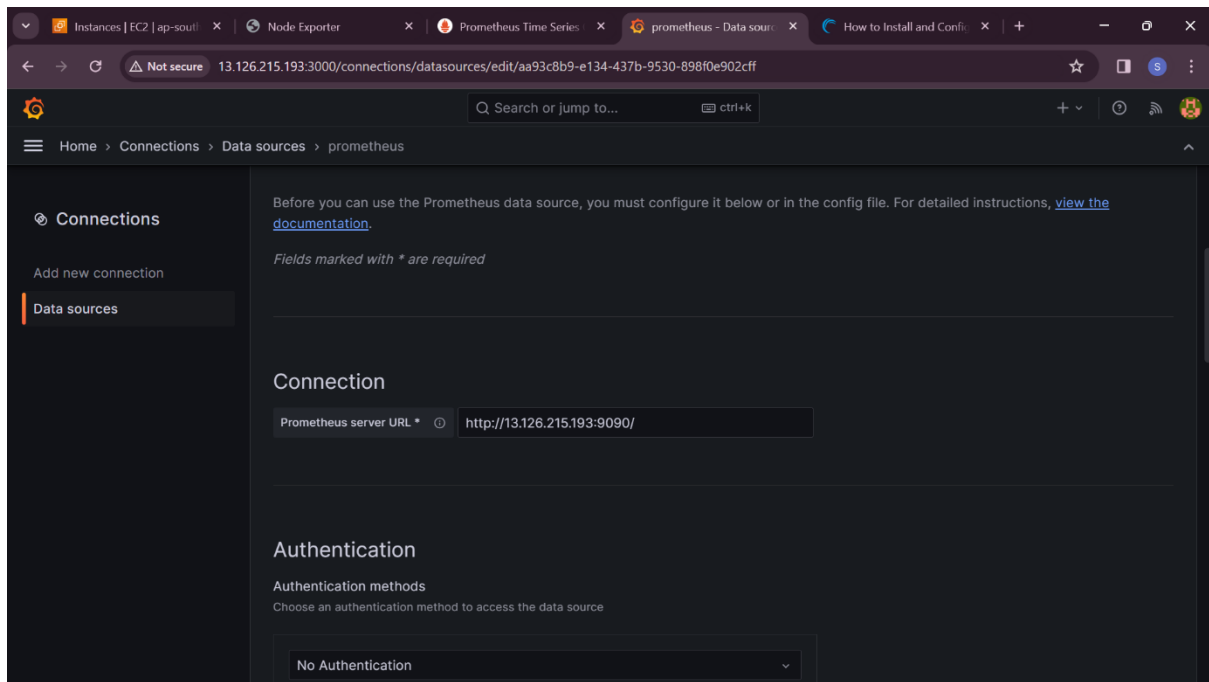 Instances | EC2 | ap-south
Node Exporter
Prometheus Time Series
prometheus - Data sourc
How to Install and Config
Not secure 13.126.215.193:3000/connections/datasources/edit/aa93c8b9-e134-437b-9530-898f0e902cff
S
Search or jump to... ctrl+k
Home › Connections › Data sources › prometheus
Connections
Add new connection
Data sources
Before you can use the Prometheus data source, you must configure it below or in the config file. For detailed instructions, view the
documentation.
Fields marked with * are required
Connection
Prometheus server URL * http://13.126.215.193:9090/
Authentication
Authentication methods
Choose an authentication method to access the data source
No Authentication